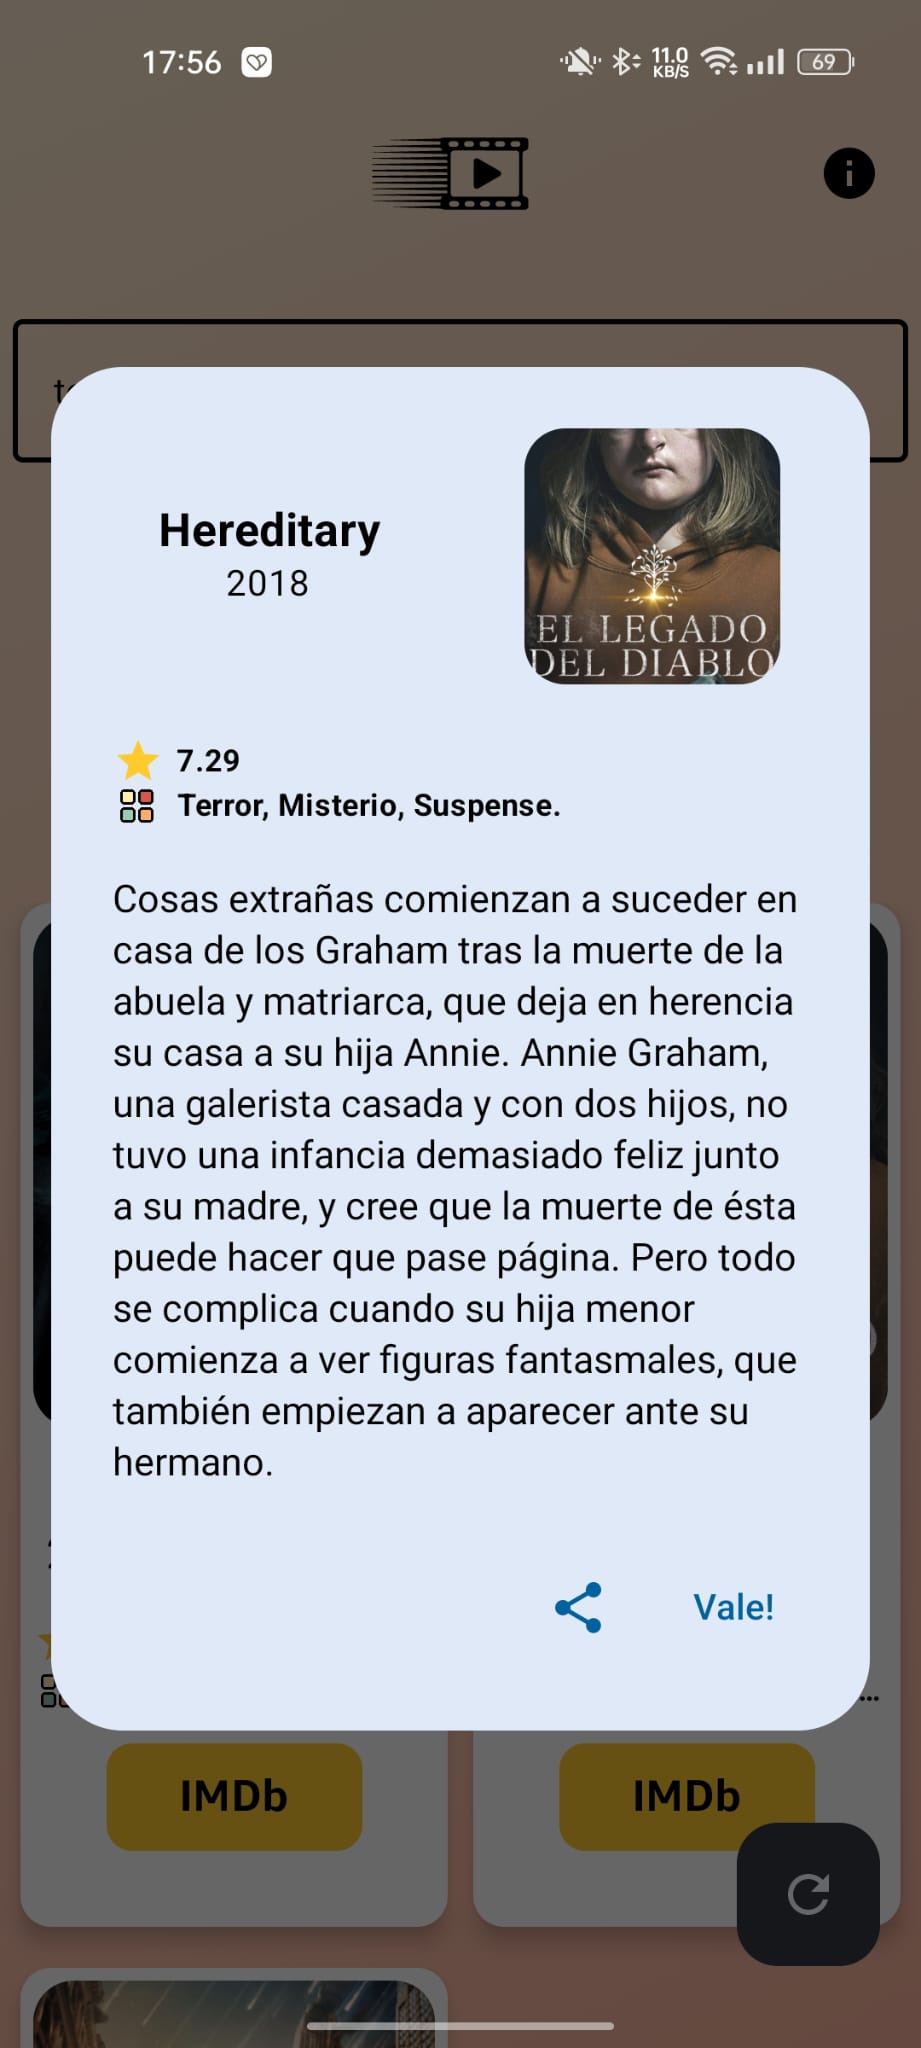 17:56
11.0
KB/S
69
Hereditary
2018
EL LEGADO
DEL DIABLO
7.29
Terror, Misterio, Suspense.
Cosas extrañas comienzan a suceder en
casa de los Graham tras la muerte de la
abuela y matriarca, que deja en herencia
su casa a su hija Annie. Annie Graham,
una galerista casada y con dos hijos, no
tuvo una infancia demasiado feliz junto
a su madre, y cree que la muerte de ésta
puede hacer que pase página. Pero todo
se complica cuando su hija menor
comienza a ver figuras fantasmales, que
también empiezan a aparecer ante su
hermano.
Vale!
...
IMDb
IMDb